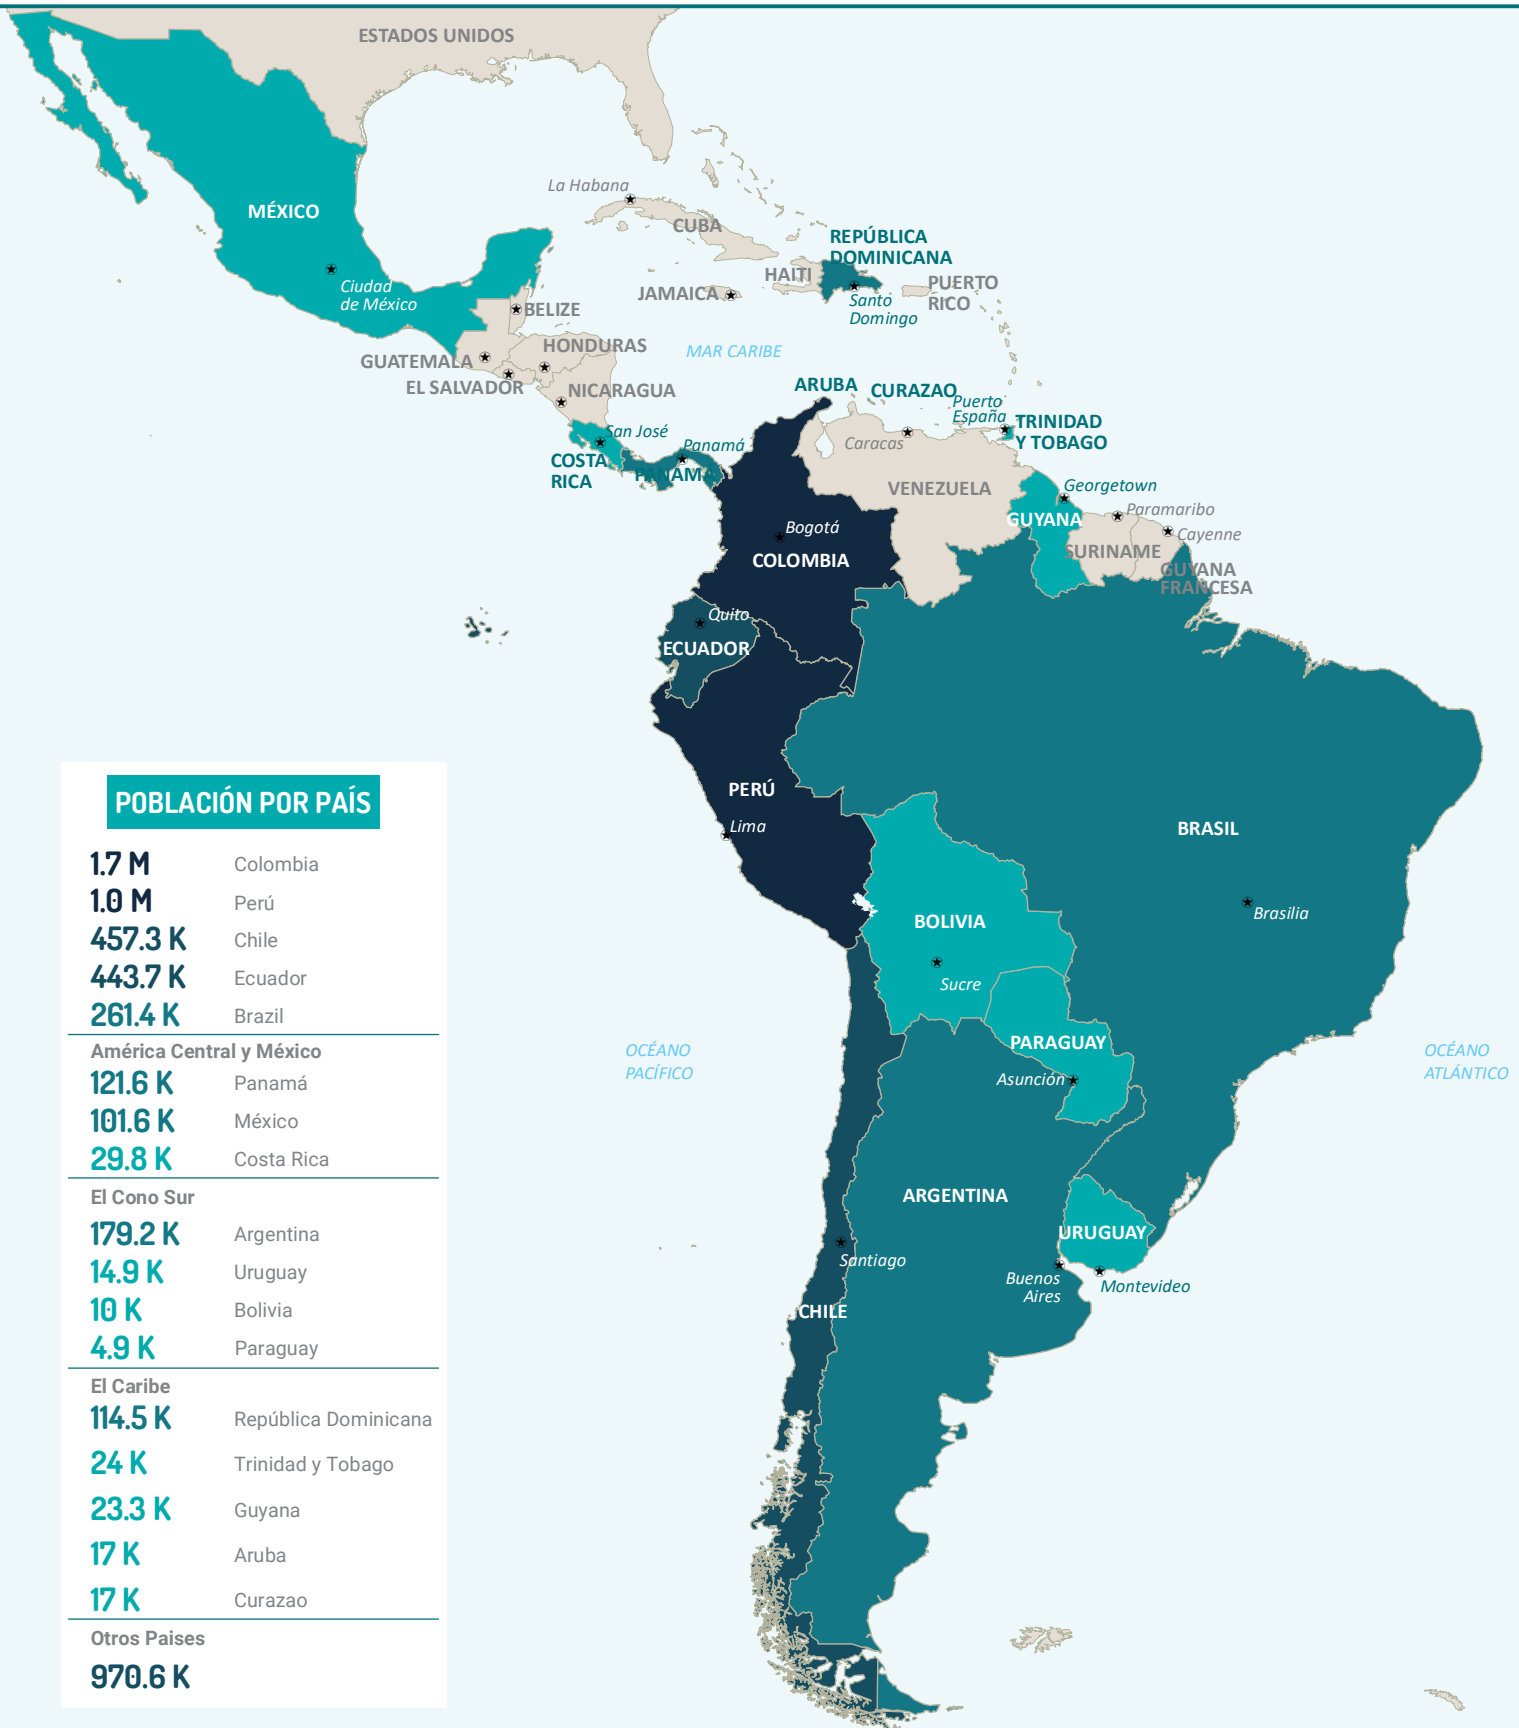 ESTADOS UNIDOS
La Habana
MÉXICO
CUBA
REPÚBLICA
DOMINICANA
HAITI
Ciudad
de México
JAMAICA
PUERTO
RICO
Santo
Domingo
BELIZE
HONDURAS
MAR CARIBE
GUATEMALA
EL SALVADOR
NICARAGUA
ARUBA
CURAZAO
Puerto
España
TRINIDAD
Y TOBAGO
San José
Panamá
Caracas
COSTA
RICA
PANAMÁ
VENEZUELA
Georgetown
GUYANA
Paramaribo
Bogotá
Cayenne
COLOMBIA
SURINAME
GUYANA
FRANCESA
Quito
ECUADOR
PERÚ
Lima
BRASIL
Brasilia
BOLIVIA
Sucre
OCÉANO
PACÍFICO
PARAGUAY
Asunción
OCÉANO
ATLÁNTICO
ARGENTINA
URUGUAY
Santiago
Buenos
Aires
Montevideo
CHILE
POBLACIÓN POR PAÍS
1.7 M Colombia
1.0 M Perú
457.3 K Chile
443.7 K Ecuador
261.4 K Brazil
América Central y México
121.6 K Panamá
101.6 K México
29.8 K Costa Rica
El Cono Sur
179.2 K Argentina
14.9 K Uruguay
10 K Bolivia
4.9 K Paraguay
El Caribe
114.5 K República Dominicana
24 K Trinidad y Tobago
23.3 K Guyana
17 K Aruba
17 K Curazao
Otros Paises
970.6 K